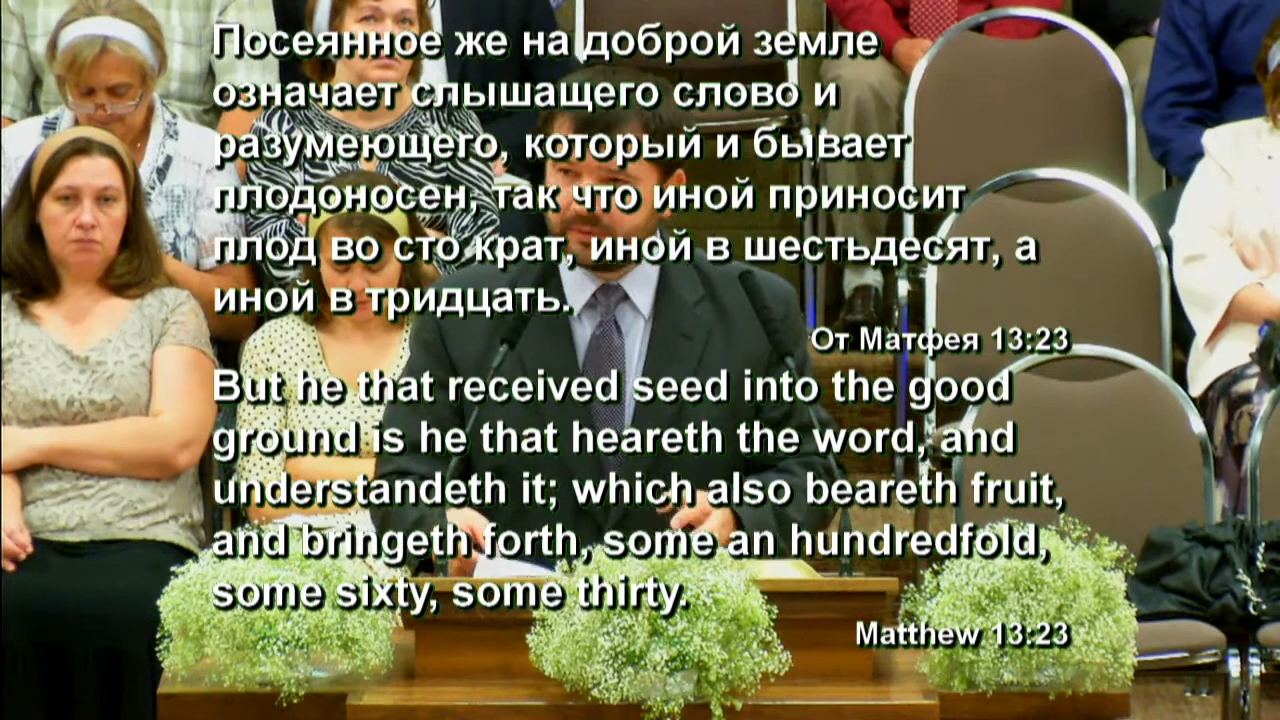 Посеянное же на доброй земле
означает слышащего слово и
разумеющего, который и бывает
плодоносен, так что иной приносит
плод во сто крат, иной в шестьдесят, а
иной в тридцать.
От Матфея 13:23
But he that received seed into the good
ground is he that heareth the word, and
understandeth it; which also beareth fruit,
and bringeth forth, some an hundredfold,
some sixty, some thirty.
Matthew 13:23